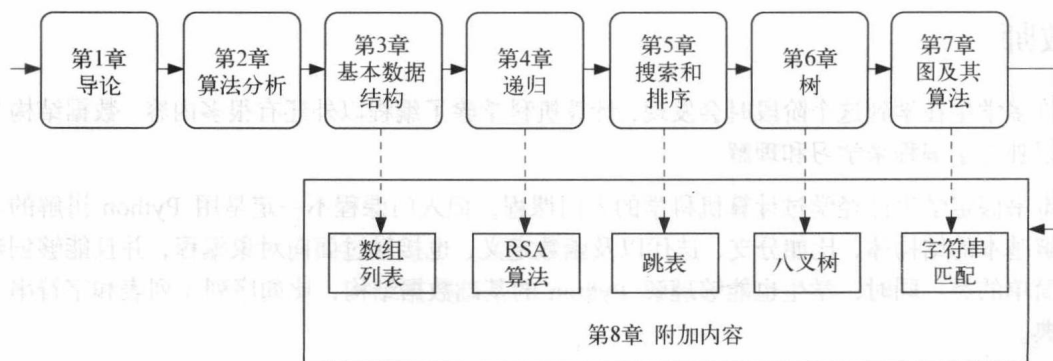 第1章
导论
第2章
算法分析
第3章
基本数据
结构
第4章
递归
第5章
搜索和
排序
第6章
树
第7章
图及其
算法
数组
列表
RSA
算法
跳表
八叉树
字符串
匹配
第8章 附加内容